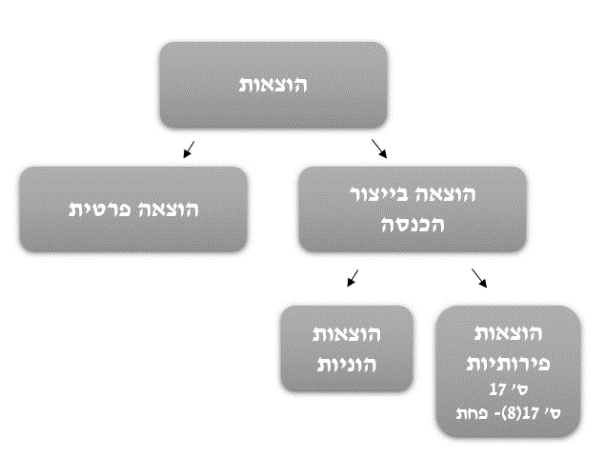 הוצאות
הוצאה בייצור
הכנסה
הוצאה פרטית
הוצאות
פירותיות
ס' 17
ס' 17(8)- פחת
הוצאות
הוניות